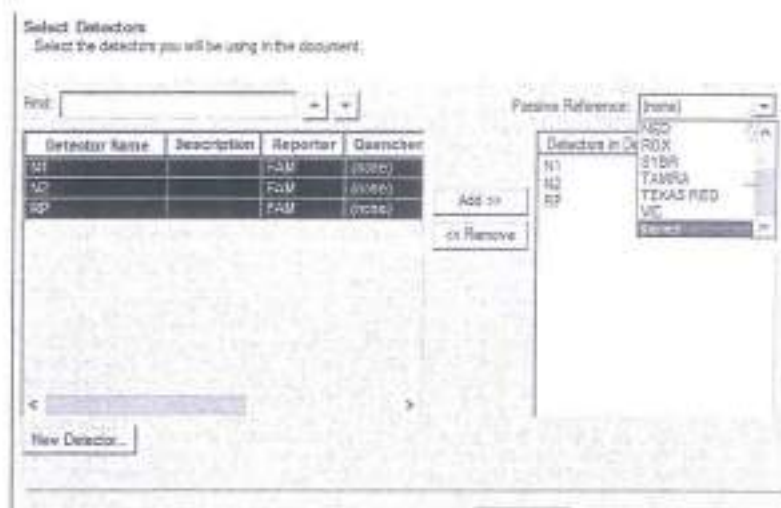 Select Detectors
Select the detectors you will be using in the document.
Find:
Passive Reference: (none)
NED
ROX
SYBR
TAMRA
TEXAS RED
VIC
(none)
Detector Name Description Reporter Quencher
N1 FAM (none)
N2 FAM (none)
RP FAM (none)
Add >>
<< Remove
Detectors in D
N1
N2
RP
< >
New Detector...